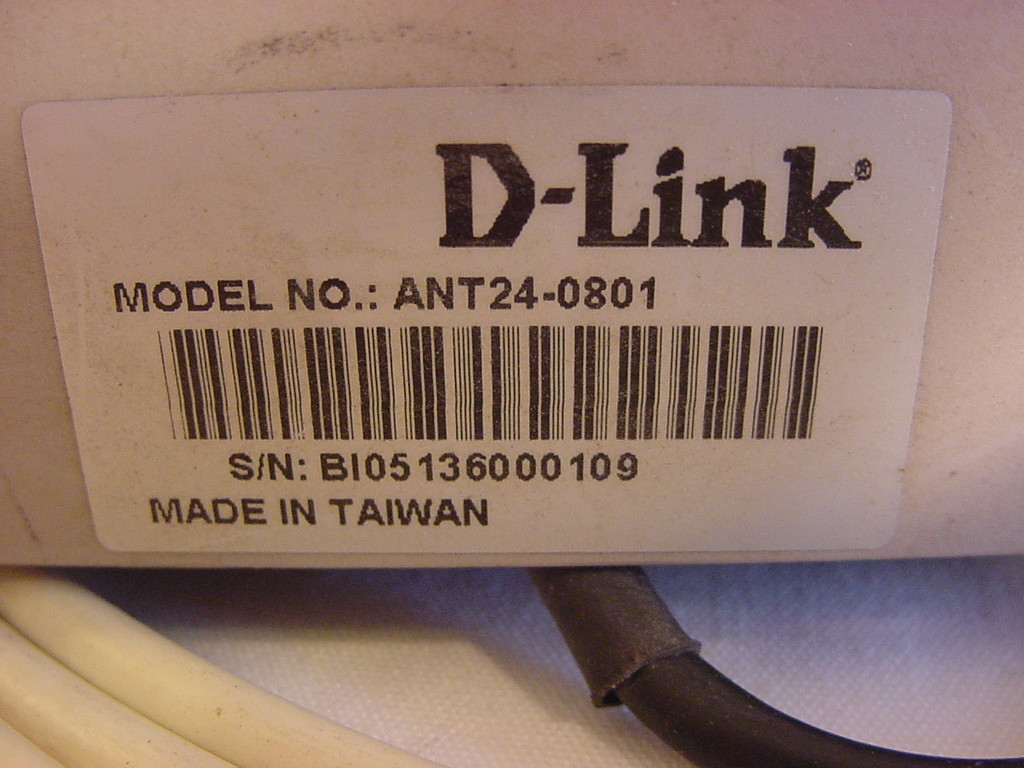 D-Link®
MODEL NO.: ANT24-0801
S/N: BI05136000109
MADE IN TAIWAN